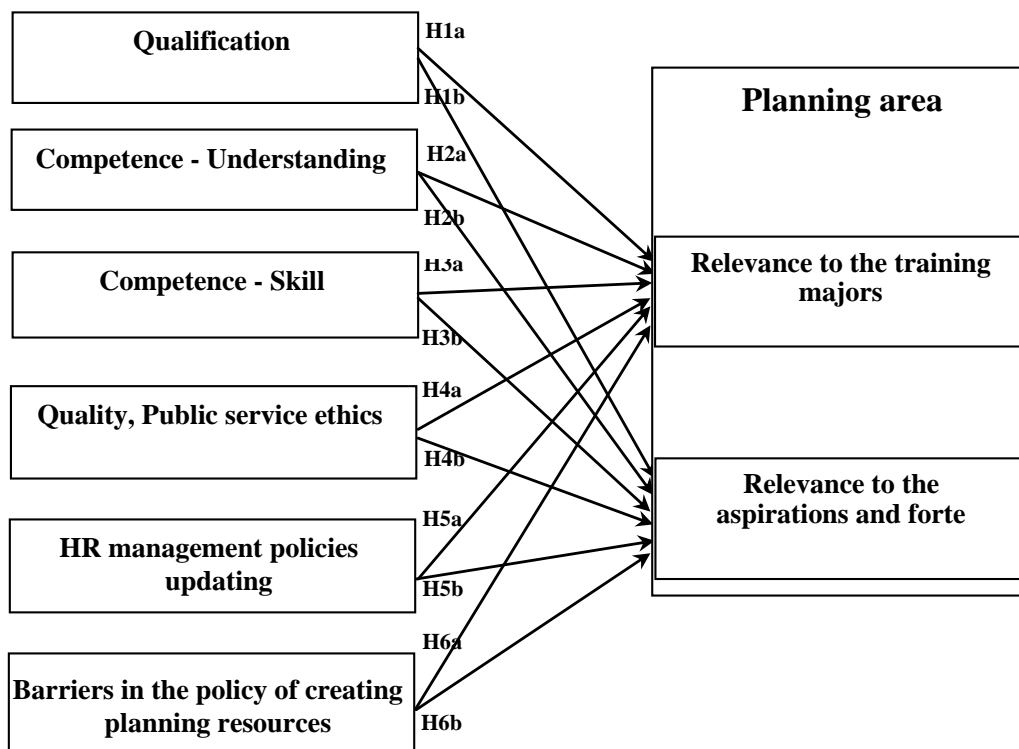 Qualification
H1a
H1b
Planning area
Competence - Understanding
H2a
H2b
Competence - Skill
H3a
H3b
Relevance to the training
majors
Quality, Public service ethics
H4a
H4b
Relevance to the
aspirations and forte
HR management policies
updating
H5a
H5b
Barriers in the policy of creating
planning resources
H6a
H6b